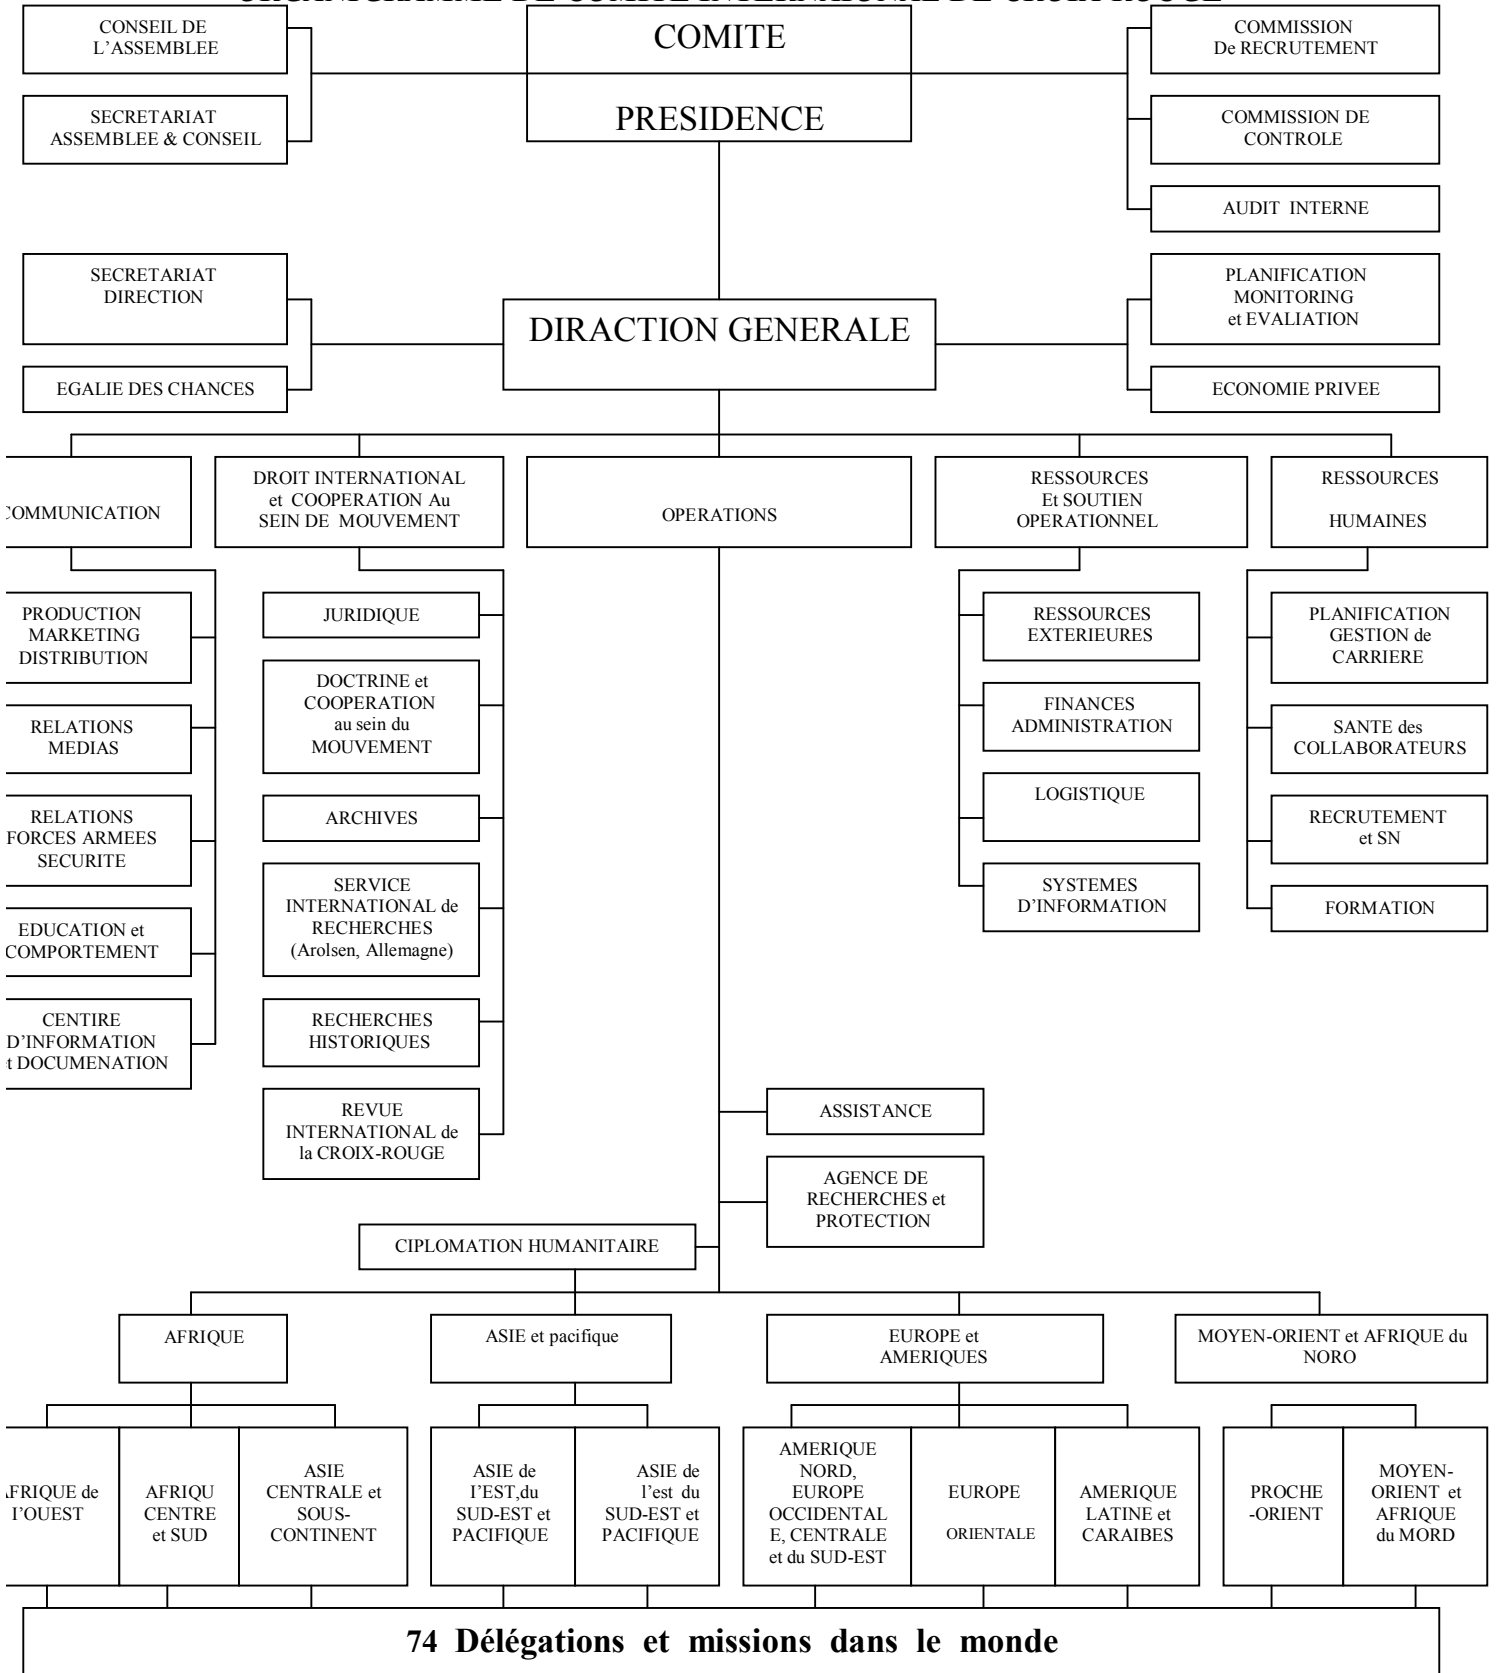 ORGANIGRAMME DE COMITE INTERNATIONAL DE CROIX ROUGE
CONSEIL DE
L'ASSEMBLEE
COMITE
COMMISSION
De RECRUTEMENT
SECRETARIAT
ASSEMBLEE & CONSEIL
PRESIDENCE
COMMISSION DE
CONTROLE
AUDIT INTERNE
SECRETARIAT
DIRECTION
DIRACTION GENERALE
PLANIFICATION
MONITORING
et EVALUATION
EGALIE DES CHANCES
ECONOMIE PRIVEE
COMMUNICATION
DROIT INTERNATIONAL
et COOPERATION Au
SEIN DE MOUVEMENT
OPERATIONS
RESSOURCES
Et SOUTIEN
OPERATIONNEL
RESSOURCES
HUMAINES
PRODUCTION
MARKETING
DISTRIBUTION
RELATIONS
MEDIAS
RELATIONS
FORCES ARMEES
SECURITE
EDUCATION et
COMPORTEMENT
CENTIRE
D'INFORMATION
et DOCUMENATION
JURIDIQUE
DOCTRINE et
COOPERATION
au sein du
MOUVEMENT
ARCHIVES
SERVICE
INTERNATIONAL de
RECHERCHES
(Arolsen, Allemagne)
RECHERCHES
HISTORIQUES
REVUE
INTERNATIONAL de
la CROIX-ROUGE
RESSOURCES
EXTERIEURES
FINANCES
ADMINISTRATION
LOGISTIQUE
SYSTEMES
D'INFORMATION
PLANIFICATION
GESTION de
CARRIERE
SANTE des
COLLABORATEURS
RECRUTEMENT
et SN
FORMATION
ASSISTANCE
AGENCE DE
RECHERCHES et
PROTECTION
CIPLOMATION HUMANITAIRE
AFRIQUE
ASIE et pacifique
EUROPE et
AMERIQUES
MOYEN-ORIENT et AFRIQUE du
NORO
AFRIQUE de
I'OUEST
AFRIQU
CENTRE
et SUD
ASIE
CENTRALE et
SOUS-
CONTINENT
ASIE de
I'EST,du
SUD-EST et
PACIFIQUE
ASIE de
l'est du
SUD-EST et
PACIFIQUE
AMERIQUE
NORD,
EUROPE
OCCIDENTAL
E, CENTRALE
et du SUD-EST
EUROPE
ORIENTALE
AMERIQUE
LATINE et
CARAIBES
PROCHE
-ORIENT
MOYEN-
ORIENT et
AFRIQUE
du MORD
74 Délégations et missions dans le monde